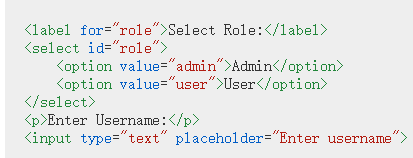 <label for="role">Select Role:</label>
<select id="role">
    <option value="admin">Admin</option>
    <option value="user">User</option>
</select>
<p>Enter Username:</p>
<input type="text" placeholder="Enter username">